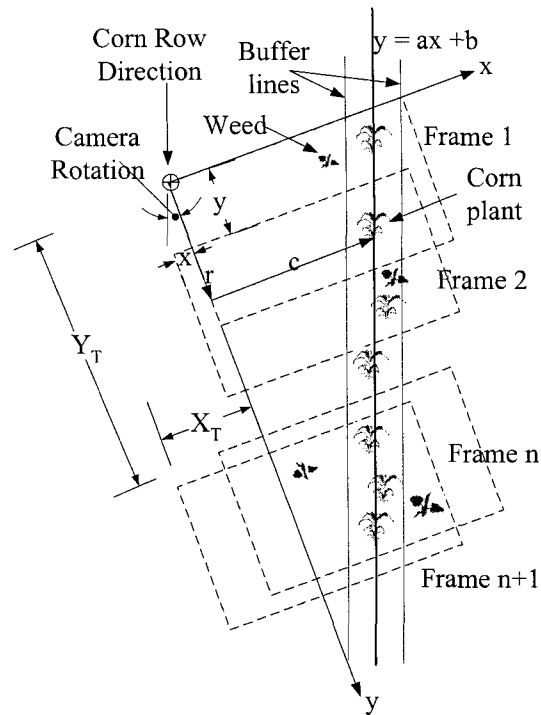 Corn Row
Direction
Buffer
lines
y = ax +b
x
Weed
Frame 1
Camera
Rotation
y
Corn
plant
x
r
c
Frame 2
Y_T
X_T
Frame n
Frame n+1
y